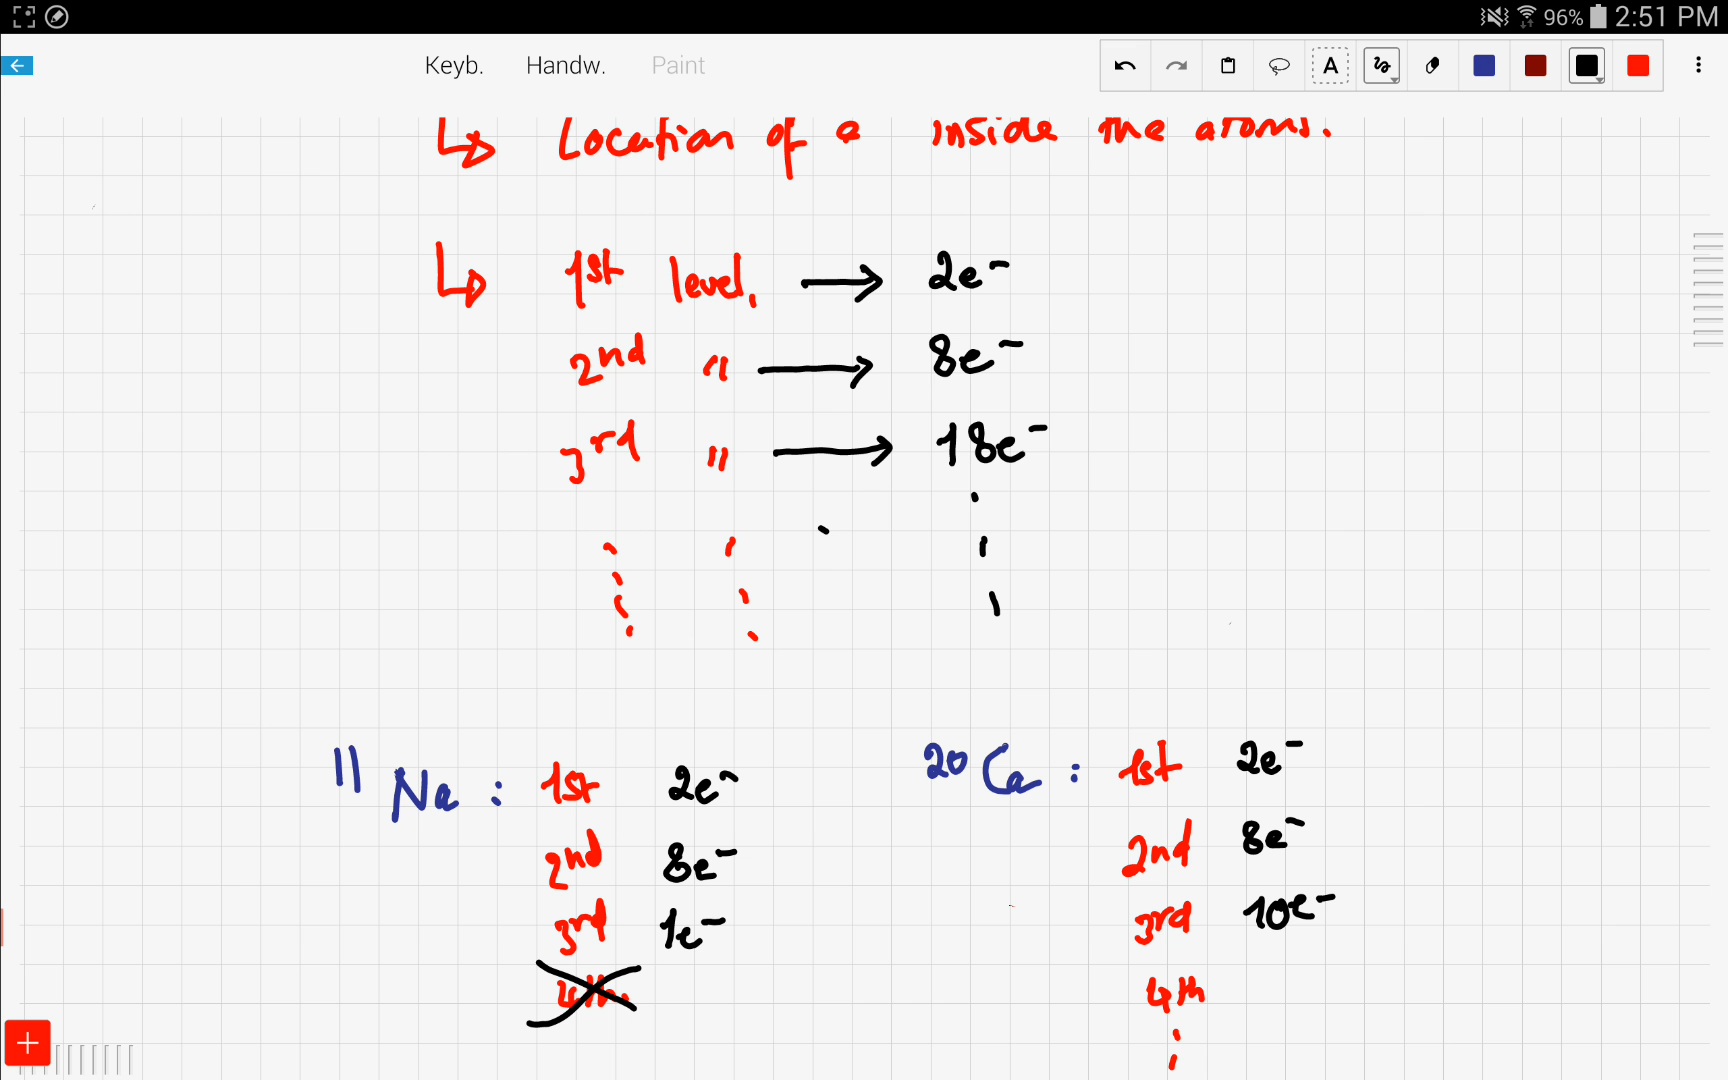 96% 2:51 PM
Keyb. Handw. Paint A
↳ Location of e inside the atoms.
↳ 1st level, → 2e⁻
2nd " → 8e⁻
3rd " → 18e⁻
11 Na : 1st 2e⁻
2nd 8e⁻
3rd 1e⁻
4th
20 Ca : 1st 2e⁻
2nd 8e⁻
3rd 10e⁻
4th